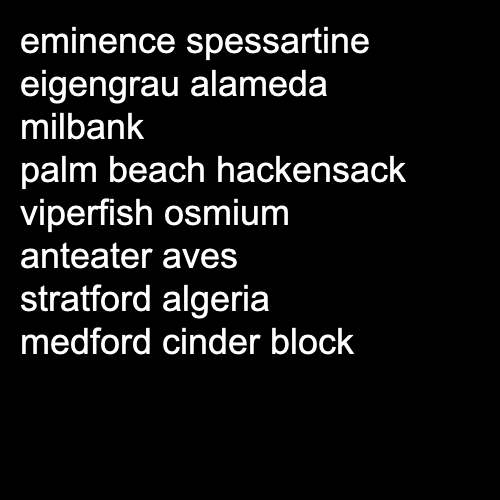 eminence spessartine
eigengrau alameda
milbank
palm beach hackensack
viperfish osmium
anteater aves
stratford algeria
medford cinder block